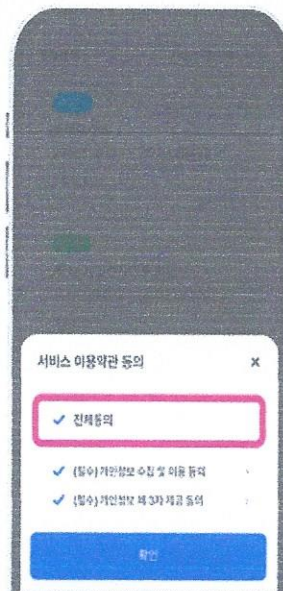 서비스 이용약관 동의 x
전체동의
(필수) 개인정보 수집 및 이용 동의
(필수) 개인정보 제 3자 제공 동의
확인